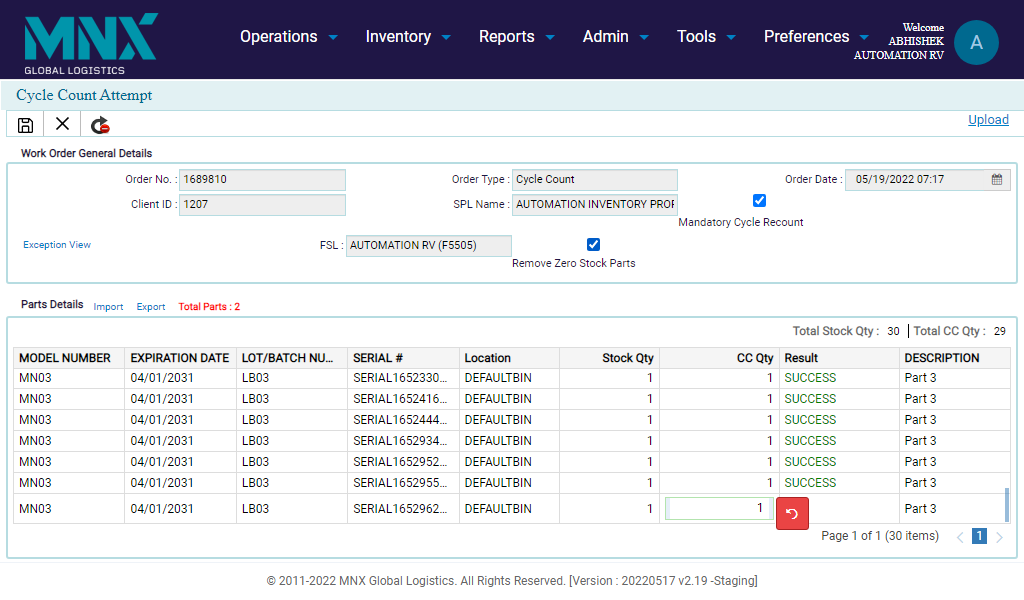 MNX
GLOBAL LOGISTICS
Operations Inventory Reports Admin Tools Preferences
Welcome
ABHISHEK
AUTOMATION RV
A
Cycle Count Attempt
Upload
Work Order General Details
Order No. : 1689810 Order Type : Cycle Count Order Date : 05/19/2022 07:17
Client ID : 1207 SPL Name : AUTOMATION INVENTORY PROF
Mandatory Cycle Recount
Exception View FSL : AUTOMATION RV (F5505)
Remove Zero Stock Parts
Parts Details Import Export Total Parts : 2
Total Stock Qty : 30 Total CC Qty : 29
MODEL NUMBER EXPIRATION DATE LOT/BATCH NU... SERIAL # Location Stock Qty CC Qty Result DESCRIPTION
MN03 04/01/2031 LB03 SERIAL1652330... DEFAULTBIN 1 1 SUCCESS Part 3
MN03 04/01/2031 LB03 SERIAL1652416... DEFAULTBIN 1 1 SUCCESS Part 3
MN03 04/01/2031 LB03 SERIAL1652444... DEFAULTBIN 1 1 SUCCESS Part 3
MN03 04/01/2031 LB03 SERIAL1652934... DEFAULTBIN 1 1 SUCCESS Part 3
MN03 04/01/2031 LB03 SERIAL1652952... DEFAULTBIN 1 1 SUCCESS Part 3
MN03 04/01/2031 LB03 SERIAL1652955... DEFAULTBIN 1 1 SUCCESS Part 3
MN03 04/01/2031 LB03 SERIAL1652962... DEFAULTBIN 1 1 Part 3
Page 1 of 1 (30 items) 1
© 2011-2022 MNX Global Logistics. All Rights Reserved. [Version : 20220517 v2.19 -Staging]